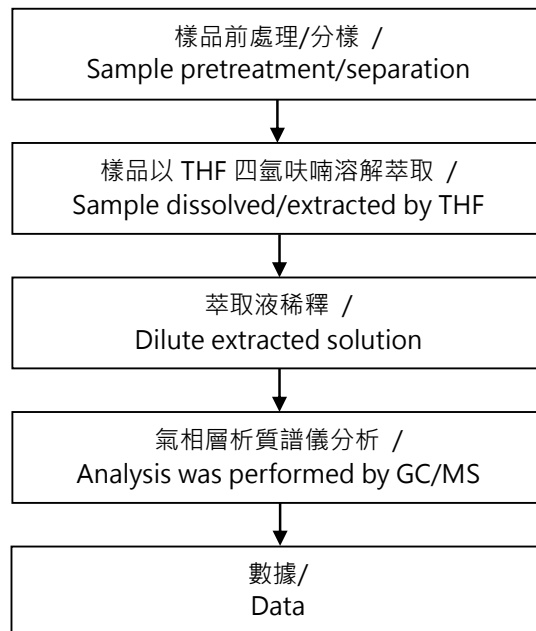 樣品前處理/分樣 /
Sample pretreatment/separation
樣品以 THF 四氫呋喃溶解萃取 /
Sample dissolved/extracted by THF
萃取液稀釋 /
Dilute extracted solution
氣相層析質譜儀分析 /
Analysis was performed by GC/MS
數據/
Data